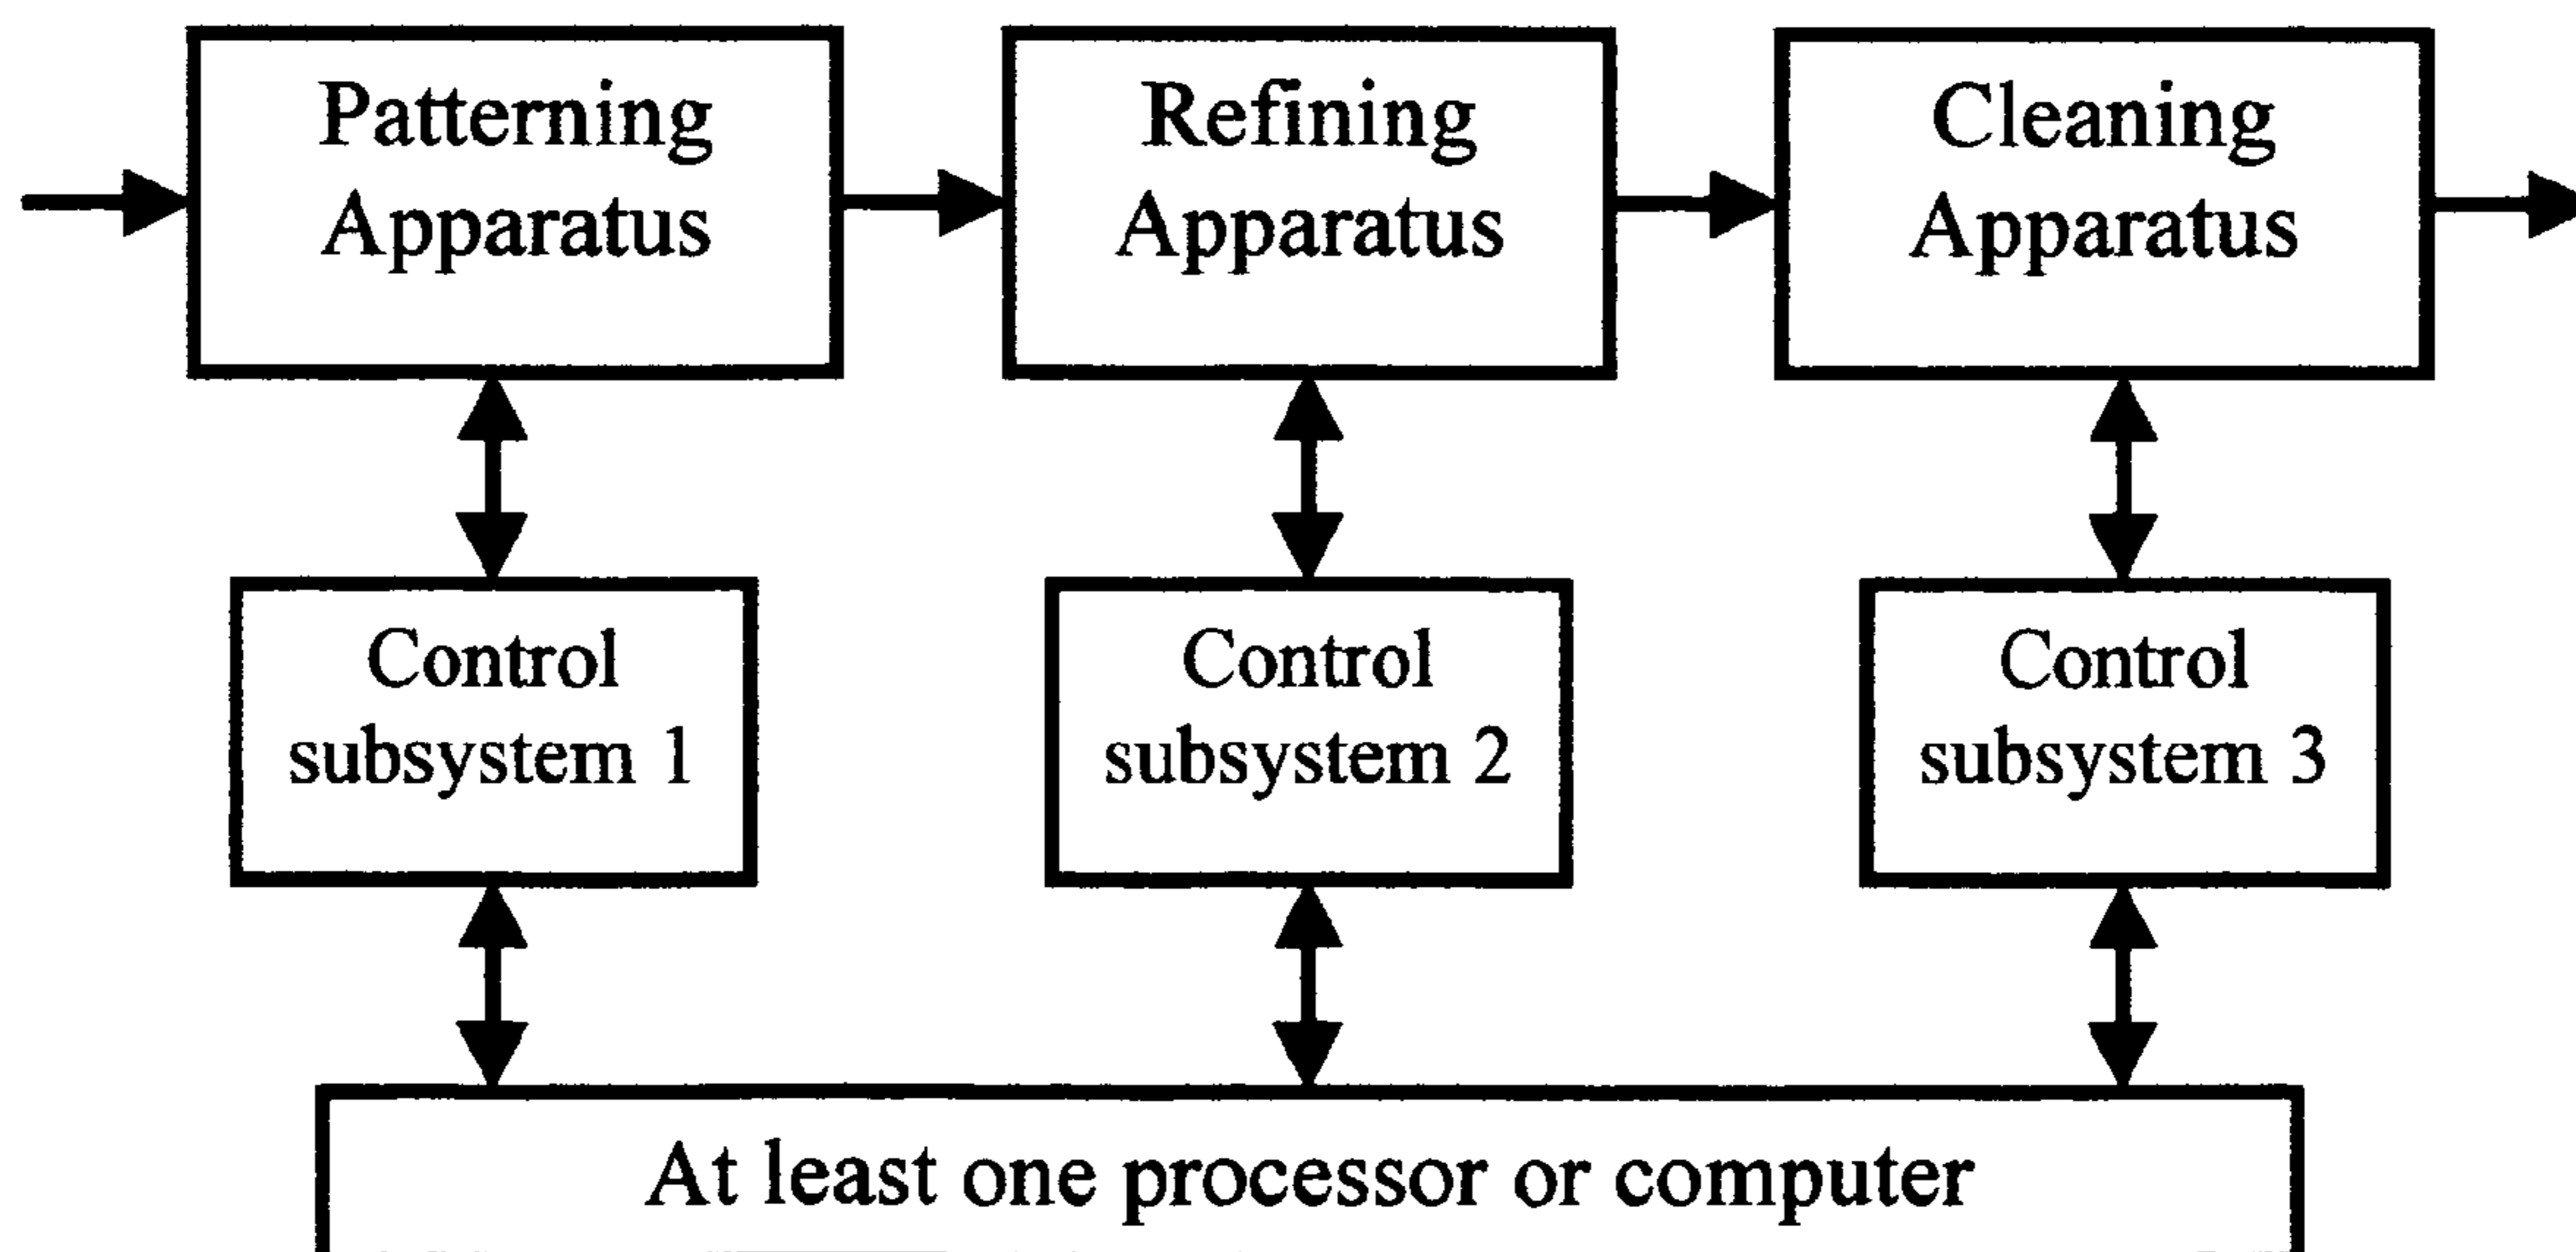 Patterning
Apparatus
Refining
Apparatus
Cleaning
Apparatus
Control
subsystem 1
Control
subsystem 2
Control
subsystem 3
At least one processor or computer